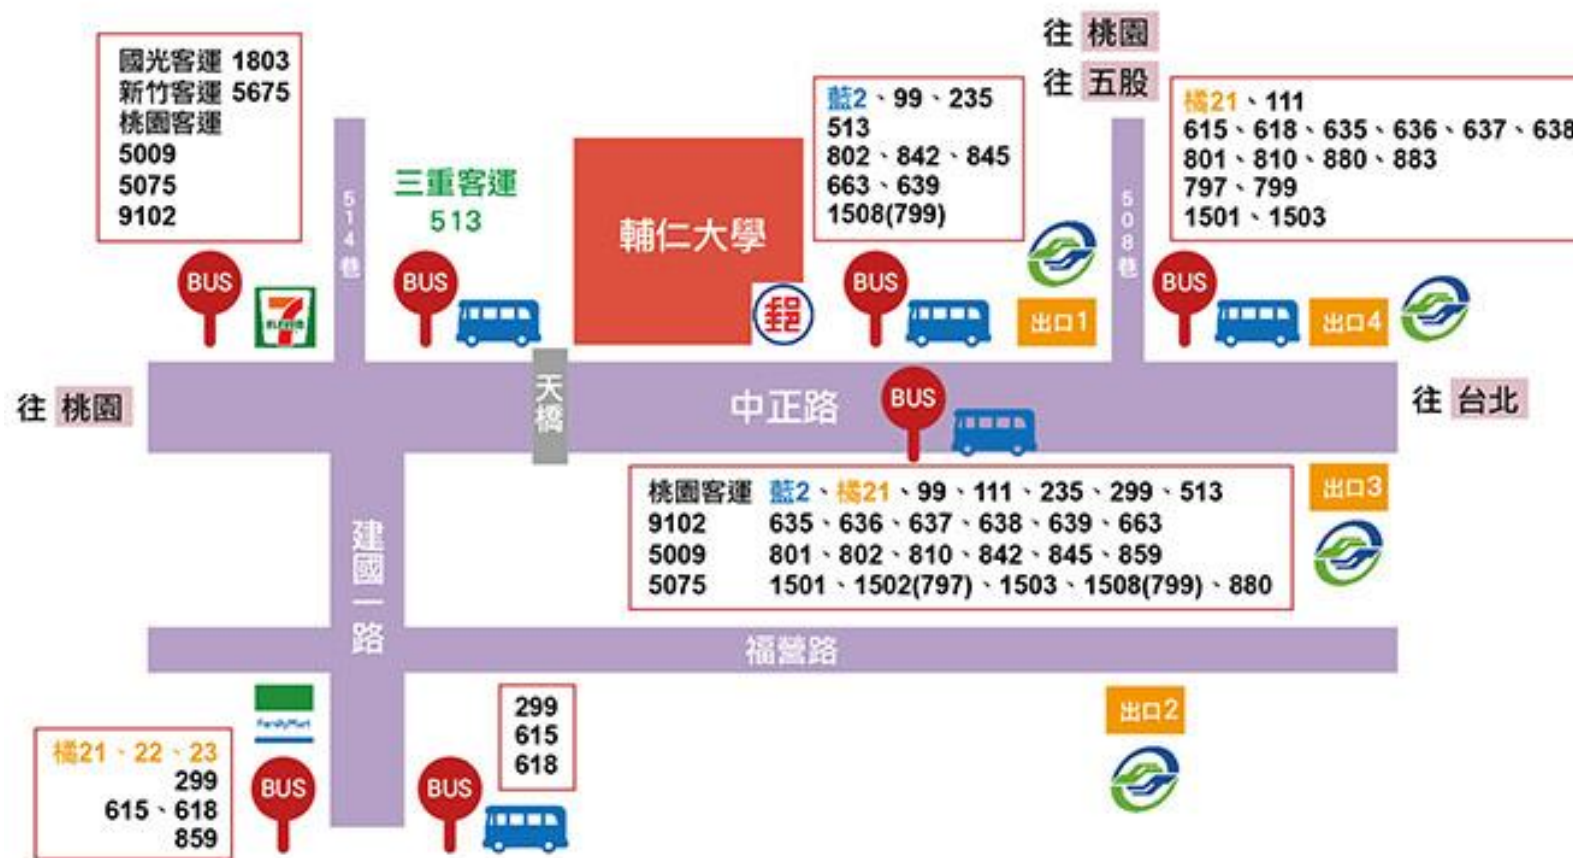 往 桃園
往 五股
國光客運 1803
新竹客運 5675
桃園客運
5009
5075
9102
514巷
三重客運
513
輔仁大學
郵
藍2、99、235
513
802、842、845
663、639
1508(799)
508巷
橘21、111
615、618、635、636、637、638
801、810、880、883
797、799
1501、1503
BUS
7
ELEVEn
BUS
BUS
出口1
BUS
出口4
往 桃園
天橋
中正路
BUS
往 台北
桃園客運 藍2、橘21、99、111、235、299、513
9102 635、636、637、638、639、663
5009 801、802、810、842、845、859
5075 1501、1502(797)、1503、1508(799)、880
出口3
建國一路
福營路
FamilyMart
橘21、22、23
299
615、618
859
BUS
BUS
299
615
618
出口2